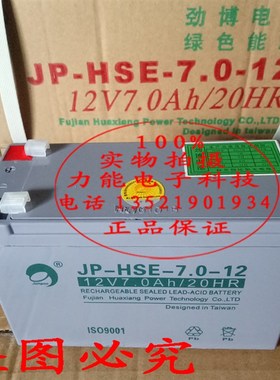 劲博电
绿色能
JP-HSE-7.0-12
12V7.0Ah/20HR
Fujian Huaxiang Power Technology Co
Designed in Taiwan
100%
实物拍摄
力能电子科技
13521901934
正品保证
JP-HSE-7.0-12
12V7.0Ah/20HR
RECHARGEABLE SEALED LEAD-ACID BATTERY
Fujian Huaxiang Power Technology Co., Ltd
Designed in Taiwan
ISO9001
Pb
Pb
盗图必究